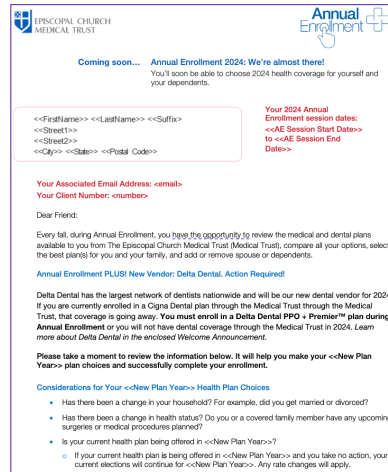 EPISCOPAL CHURCH
MEDICAL TRUST
Annual
Enrollment
Coming soon… Annual Enrollment 2024: We're almost there!
You'll soon be able to choose 2024 health coverage for yourself and
your dependents.
<<FirstName>> <<LastName>> <<Suffix>
<<Street1>>
<<Street2>>
<<City>> <<State>> <<Postal Code>>
Your 2024 Annual
Enrollment session dates:
<<AE Session Start Date>>
to <<AE Session End
Date>>
Your Associated Email Address: <email>
Your Client Number: <number>
Dear Friend:
Every fall, during Annual Enrollment, you have the opportunity to review the medical and dental plans
available to you from The Episcopal Church Medical Trust (Medical Trust), compare all your options, select
the best plan(s) for you and your family, and add or remove spouse or dependents.
Annual Enrollment PLUS! New Vendor: Delta Dental. Action Required!
Delta Dental has the largest network of dentists nationwide and will be our new dental vendor for 2024
If you are currently enrolled in a Cigna Dental plan through the Medical Trust through the Medical
Trust, that coverage is going away. You must enroll in a Delta Dental PPO + Premier™ plan during
Annual Enrollment or you will not have dental coverage through the Medical Trust in 2024. Learn
more about Delta Dental in the enclosed Welcome Announcement.
Please take a moment to review the information below. It will help you make your <<New Plan
Year>> plan choices and successfully complete your enrollment.
Considerations for Your <<New Plan Year>> Health Plan Choices
• Has there been a change in your household? For example, did you get married or divorced?
• Has there been a change in health status? Do you or a covered family member have any upcoming
surgeries or medical procedures planned?
• Is your current health plan being offered in <<New Plan Year>>?
o If your current health plan is being offered in <<New Plan Year>> and you take no action, your
current elections will continue for <<New Plan Year>>. Any rate changes will apply.